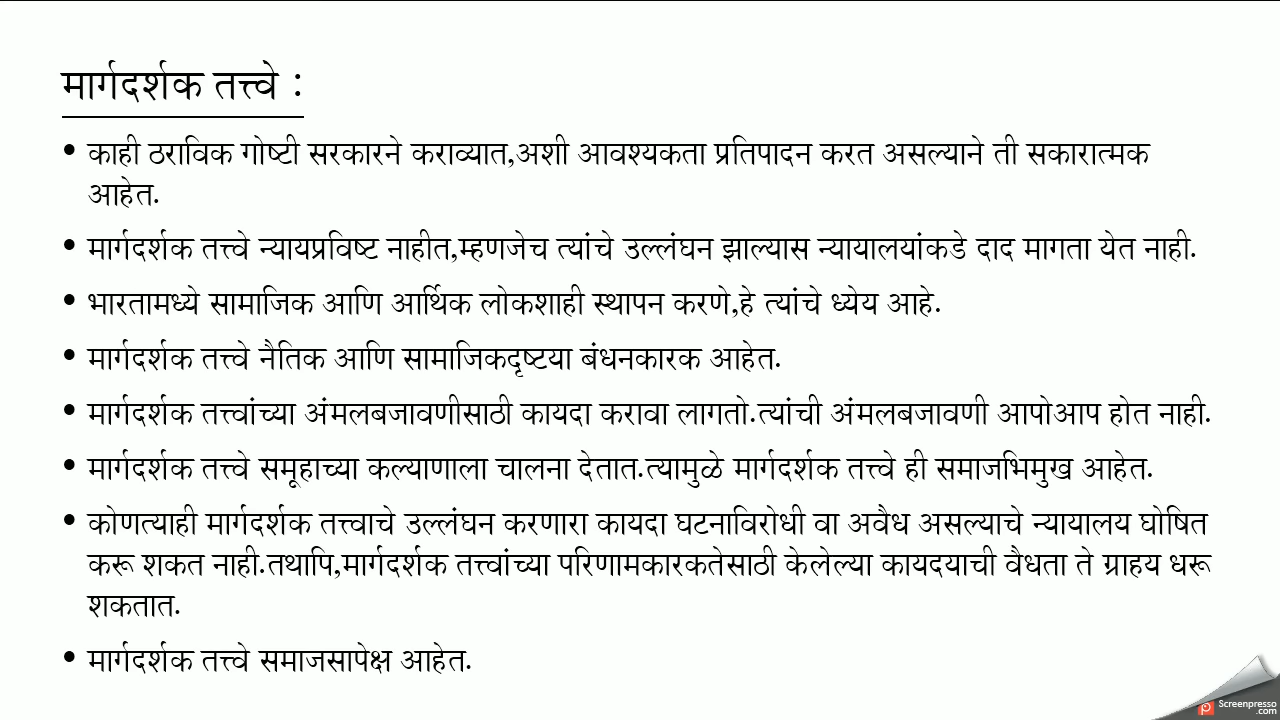 मार्गदर्शक तत्त्वे :
• काही ठराविक गोष्टी सरकारने कराव्यात,अशी आवश्यकता प्रतिपादन करत असल्याने ती सकारात्मक
आहेत.
• मार्गदर्शक तत्त्वे न्यायप्रविष्ट नाहीत,म्हणजेच त्यांचे उल्लंघन झाल्यास न्यायालयांकडे दाद मागता येत नाही.
• भारतामध्ये सामाजिक आणि आर्थिक लोकशाही स्थापन करणे,हे त्यांचे ध्येय आहे.
• मार्गदर्शक तत्त्वे नैतिक आणि सामाजिकदृष्टया बंधनकारक आहेत.
• मार्गदर्शक तत्त्वांच्या अंमलबजावणीसाठी कायदा करावा लागतो.त्यांची अंमलबजावणी आपोआप होत नाही.
• मार्गदर्शक तत्त्वे समूहाच्या कल्याणाला चालना देतात.त्यामुळे मार्गदर्शक तत्त्वे ही समाजभिमुख आहेत.
• कोणत्याही मार्गदर्शक तत्त्वाचे उल्लंघन करणारा कायदा घटनाविरोधी वा अवैध असल्याचे न्यायालय घोषित
करू शकत नाही.तथापि,मार्गदर्शक तत्त्वांच्या परिणामकारकतेसाठी केलेल्या कायदयाची वैधता ते ग्राहय धरू
शकतात.
• मार्गदर्शक तत्त्वे समाजसापेक्ष आहेत.
Screenpresso
.com